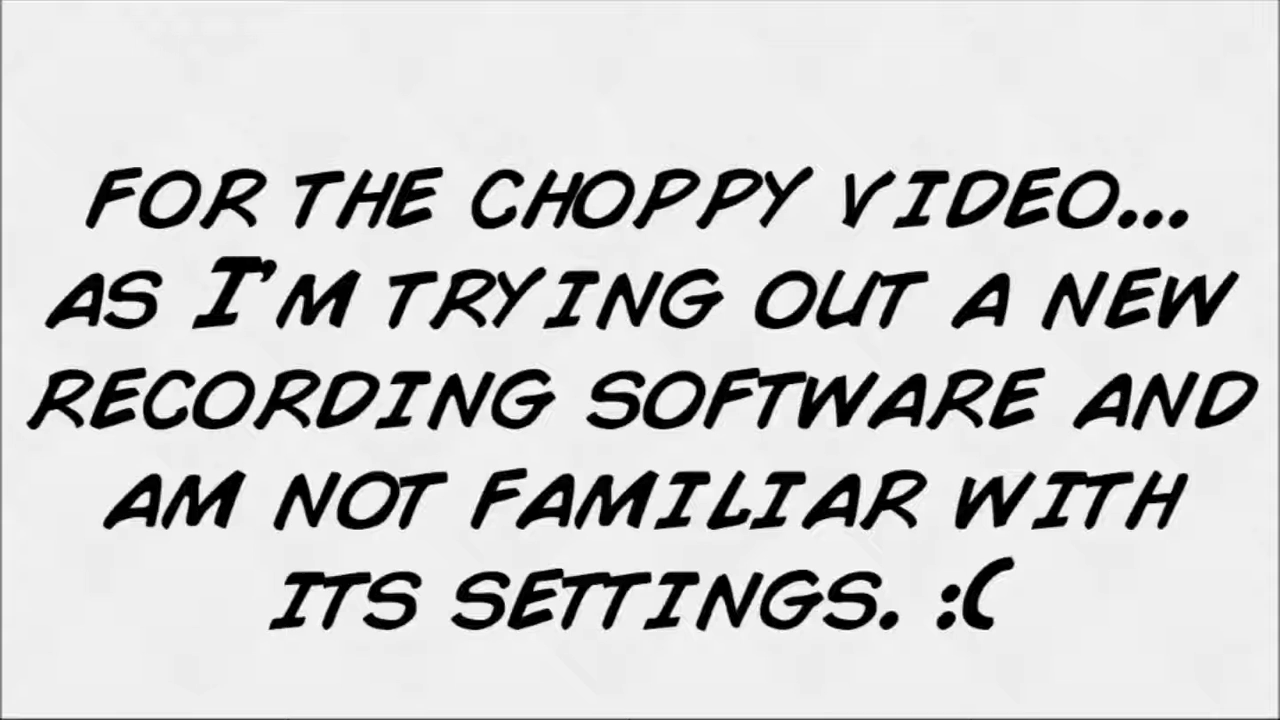 FOR THE CHOPPY VIDEO...
AS I'M TRYING OUT A NEW
RECORDING SOFTWARE AND
AM NOT FAMILIAR WITH
ITS SETTINGS. :(